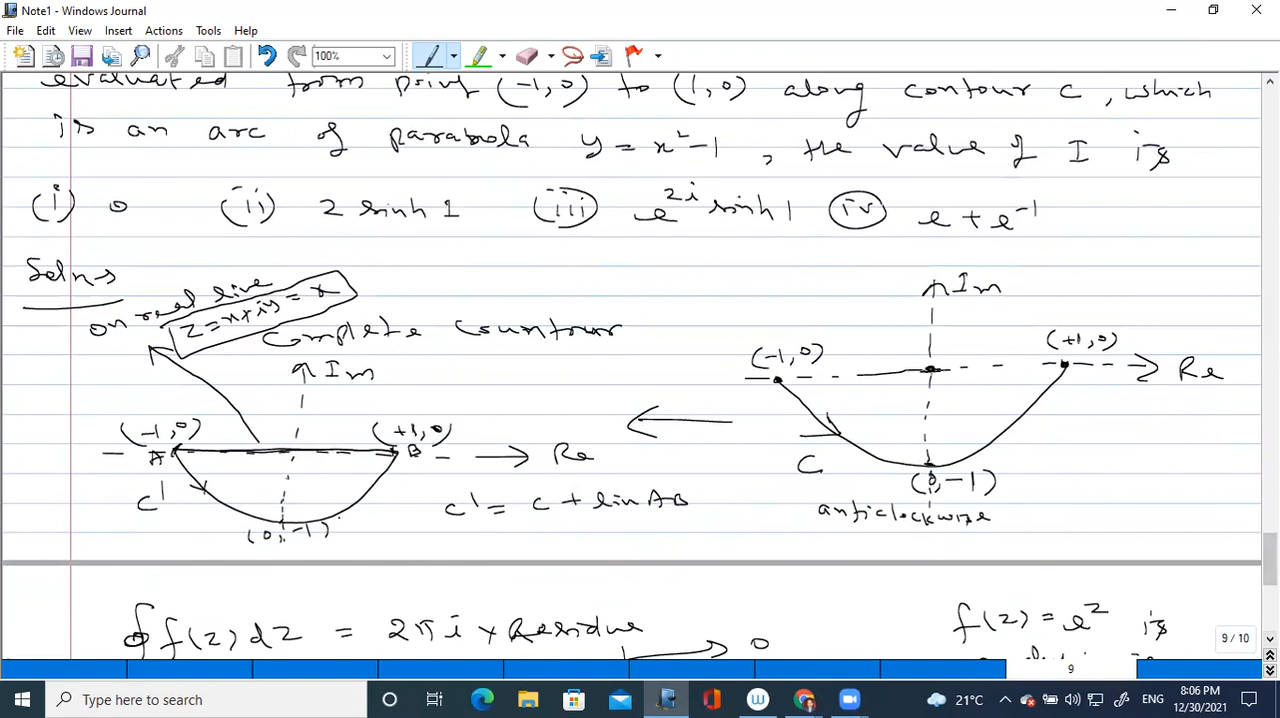 Note1 - Windows Journal
File Edit View Insert Actions Tools Help
100%
evaluated from point (-1,0) to (1,0) along contour C, which
is an arc of parabola y = x² - 1, the value of I is
(i) 0 (ii) 2 sinh 1 (iii) e^2i sinh 1 (iv) e + e^-1
Soln →
on real line
z = x + iy = x
Complete Countour
Im
(-1,0) (+1,0)
A B
Re
C'
(0,-1)
C' = C + line AB
Im
(-1,0) (+1,0)
Re
C
(0,-1)
anticlockwise
∮ f(z) dz = 2πi × Residue → 0
f(z) = e^z is
9 / 10
9
Type here to search
21°C
ENG
8:06 PM
12/30/2021